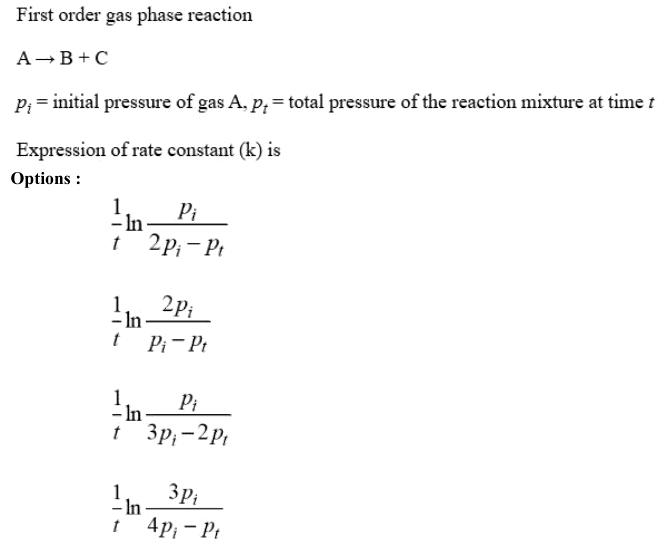 First order gas phase reaction
A → B + C
pᵢ = initial pressure of gas A, pₜ = total pressure of the reaction mixture at time t
Expression of rate constant (k) is
Options :
1/t ln pᵢ/(2pᵢ − pₜ)
1/t ln 2pᵢ/(pᵢ − pₜ)
1/t ln pᵢ/(3pᵢ − 2pₜ)
1/t ln 3pᵢ/(4pᵢ − pₜ)